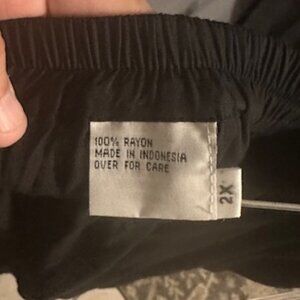 100% RAYON
MADE IN INDONESIA
OVER FOR CARE
2X